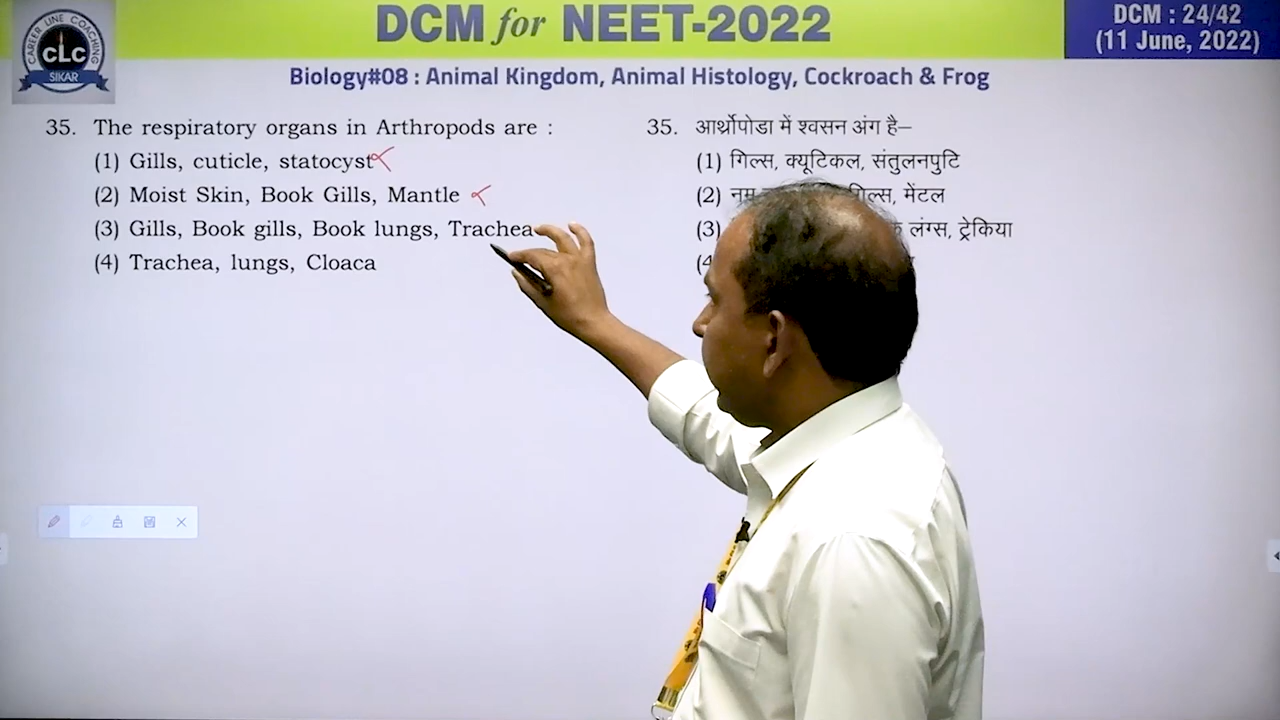 CAREER LINE COACHING
CLC
SIKAR
DCM for NEET-2022
DCM : 24/42
(11 June, 2022)
Biology#08 : Animal Kingdom, Animal Histology, Cockroach & Frog
35. The respiratory organs in Arthropods are :
(1) Gills, cuticle, statocyst
(2) Moist Skin, Book Gills, Mantle
(3) Gills, Book gills, Book lungs, Trachea
(4) Trachea, lungs, Cloaca
35. आर्थोपोडा में श्वसन अंग है–
(1) गिल्स, क्यूटिकल, संतुलनपुटि
(2) नम गिल्स, मेंटल
(3) लंग्स, ट्रेकिया
(4